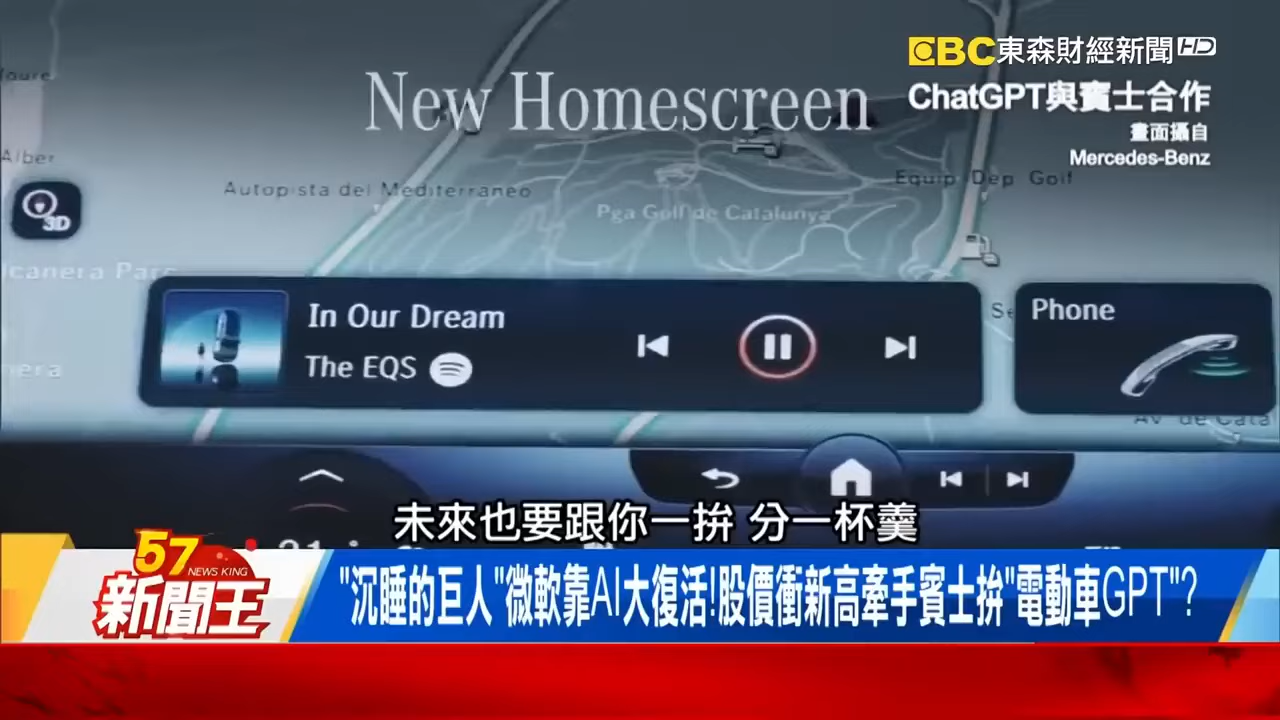 EBC東森財經新聞HD
New Homescreen
ChatGPT與賓士合作
畫面攝自
Mercedes-Benz
Alber
Autopista del Mediterraneo
Equip Dep Golf
3D
Pga Golf de Catalunya
In Our Dream
The EQS
Phone
未來也要跟你一拚 分一杯羹
57
NEWS KING
新聞王
"沉睡的巨人"微軟靠AI大復活!股價衝新高牽手賓士拚"電動車GPT"?